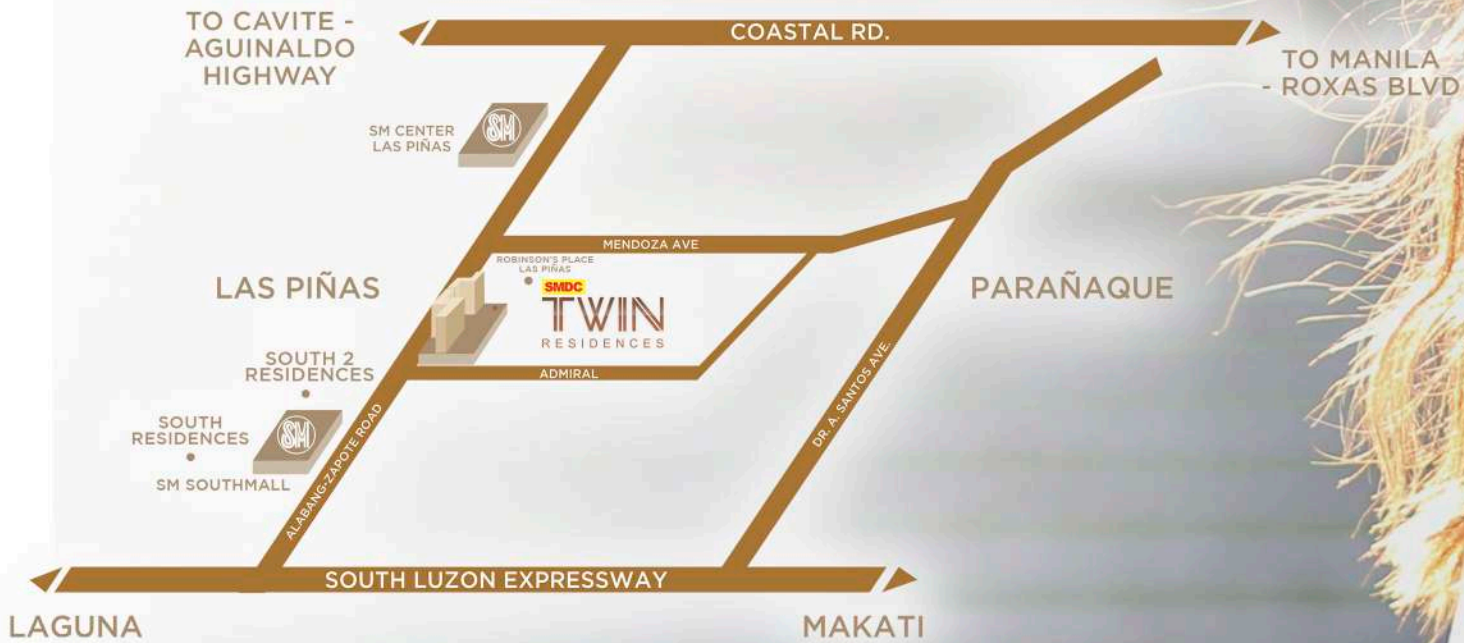 TO CAVITE -
AGUINALDO
HIGHWAY
COASTAL RD.
TO MANILA
- ROXAS BLVD
SM CENTER
LAS PIÑAS
SM
MENDOZA AVE
ROBINSON'S PLACE
LAS PIÑAS
LAS PIÑAS
SMDC
TWIN
RESIDENCES
PARAÑAQUE
SOUTH 2
RESIDENCES
ADMIRAL
SOUTH
RESIDENCES
SM
SM SOUTHMALL
ALABANG-ZAPOTE ROAD
DR. A. SANTOS AVE.
SOUTH LUZON EXPRESSWAY
LAGUNA
MAKATI